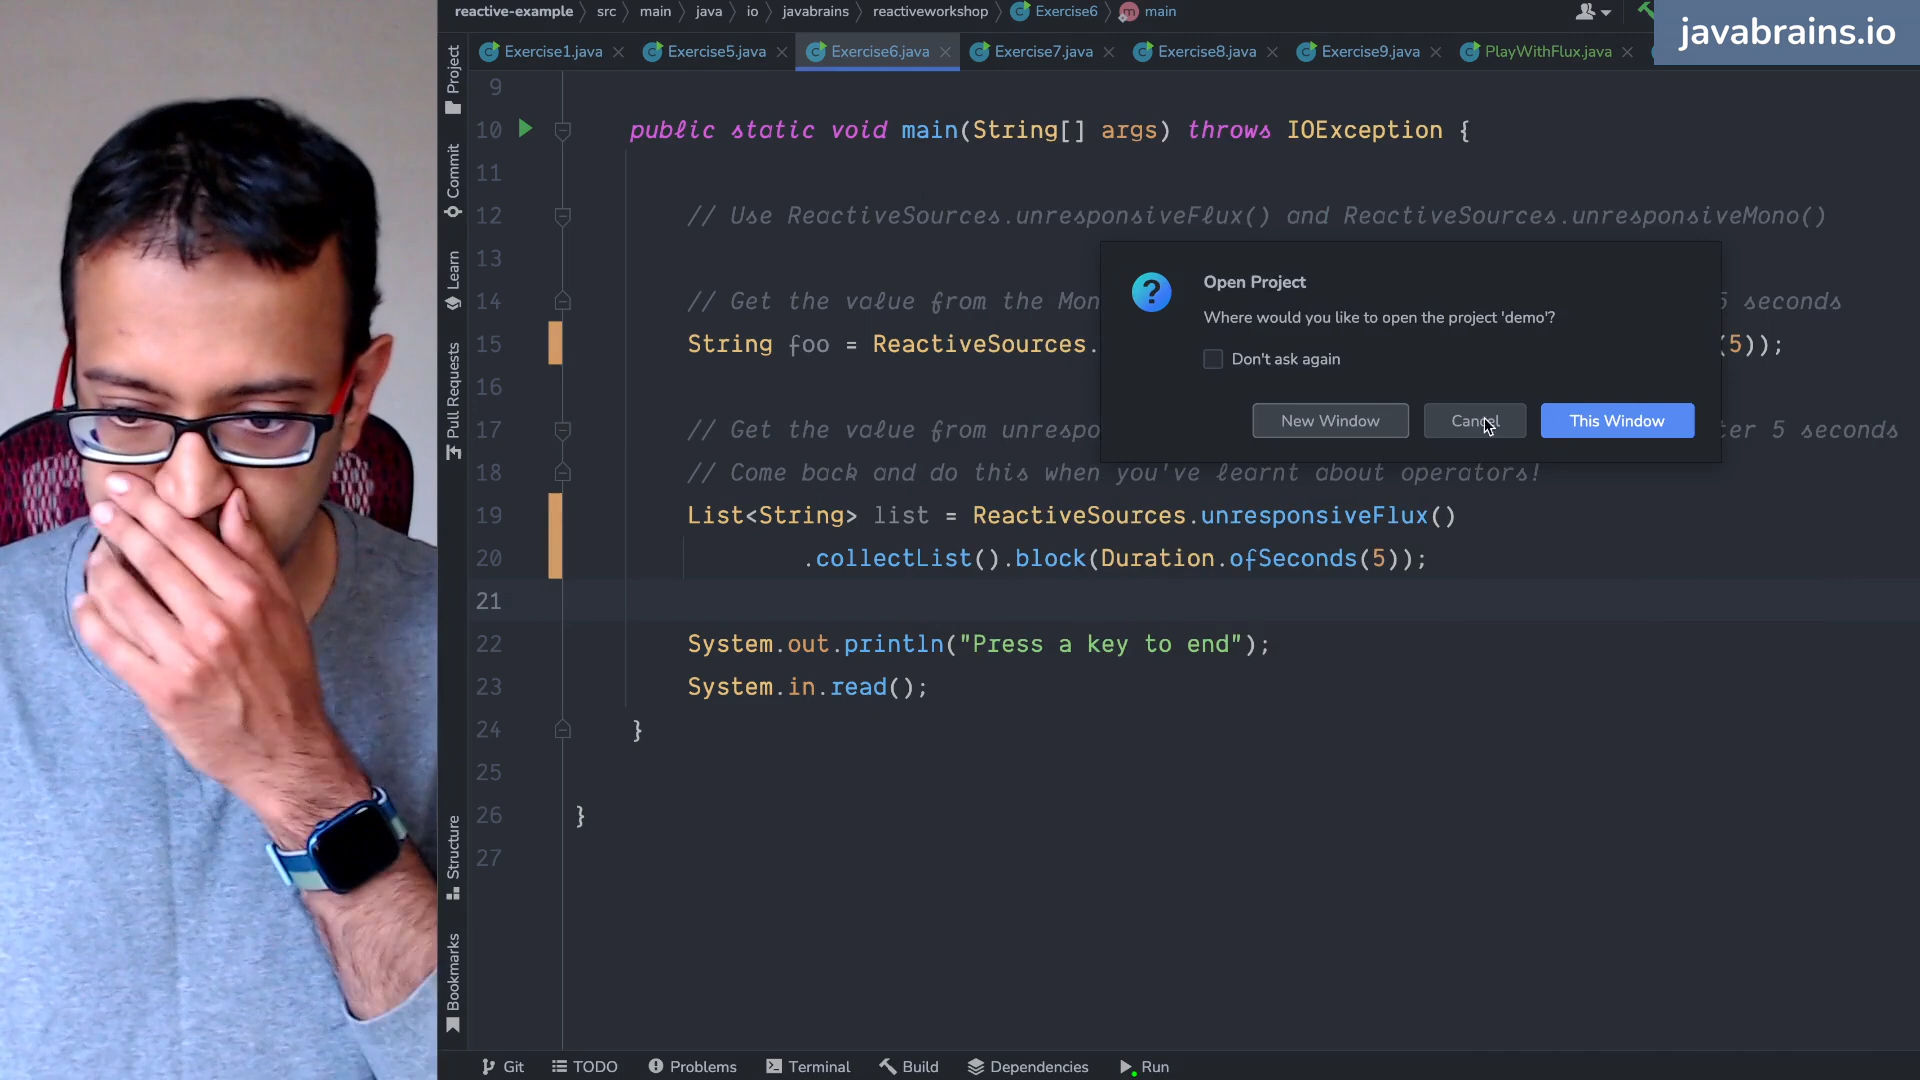 reactive-example src main java io javabrains reactiveworkshop Exercise6 main
javabrains.io
Exercise1.java Exercise5.java Exercise6.java Exercise7.java Exercise8.java Exercise9.java PlayWithFlux.java
Project
Commit
Learn
Pull Requests
Structure
Bookmarks
9
10 public static void main(String[] args) throws IOException {
11
12 // Use ReactiveSources.unresponsiveFlux() and ReactiveSources.unresponsiveMono()
13
14 // Get the value from the Mon 5 seconds
15 String foo = ReactiveSources. (5));
16
17 // Get the value from unrespo ter 5 seconds
18 // Come back and do this when you've learnt about operators!
19 List<String> list = ReactiveSources.unresponsiveFlux()
20 .collectList().block(Duration.ofSeconds(5));
21
22 System.out.println("Press a key to end");
23 System.in.read();
24 }
25
26 }
27
Open Project
Where would you like to open the project 'demo'?
Don't ask again
New Window Cancel This Window
Git TODO Problems Terminal Build Dependencies Run